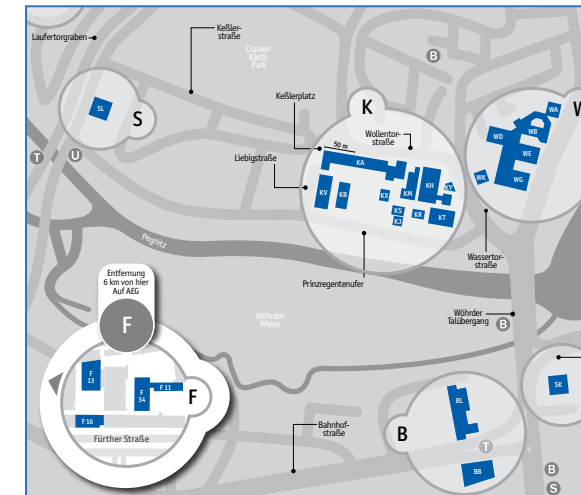 Laufertorgraben
Keßler-
straße
Cramer-
Klett-
Park
B
SL
S
T
U
Keßlerplatz
K
Wollentor-
straße
50 m
Liebigstraße
KA
KV
KB
KX
KM
KH
KY
KS
KJ
KR
KT
WA
W
WD
WB
WE
WK
WG
Pegnitz
Prinzregentenufer
Wassertor-
straße
Entfernung
6 km von hier
Auf AEG
F
Wöhrder
Wiese
Wöhrder
Talübergang
B
F
13
F 11
F
34
F
F 16
Fürther Straße
SK
BL
B
Bahnhof-
straße
T
BB
B
S